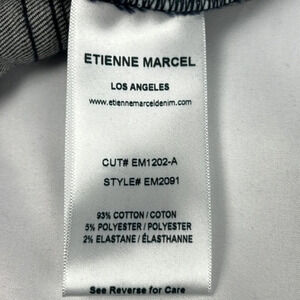 ETIENNE MARCEL
LOS ANGELES
www.etiennemarceldenim.com
CUT# EM1202-A
STYLE# EM2091
93% COTTON / COTON
5% POLYESTER / POLYESTER
2% ELASTANE / ÉLASTHANNE
See Reverse for Care